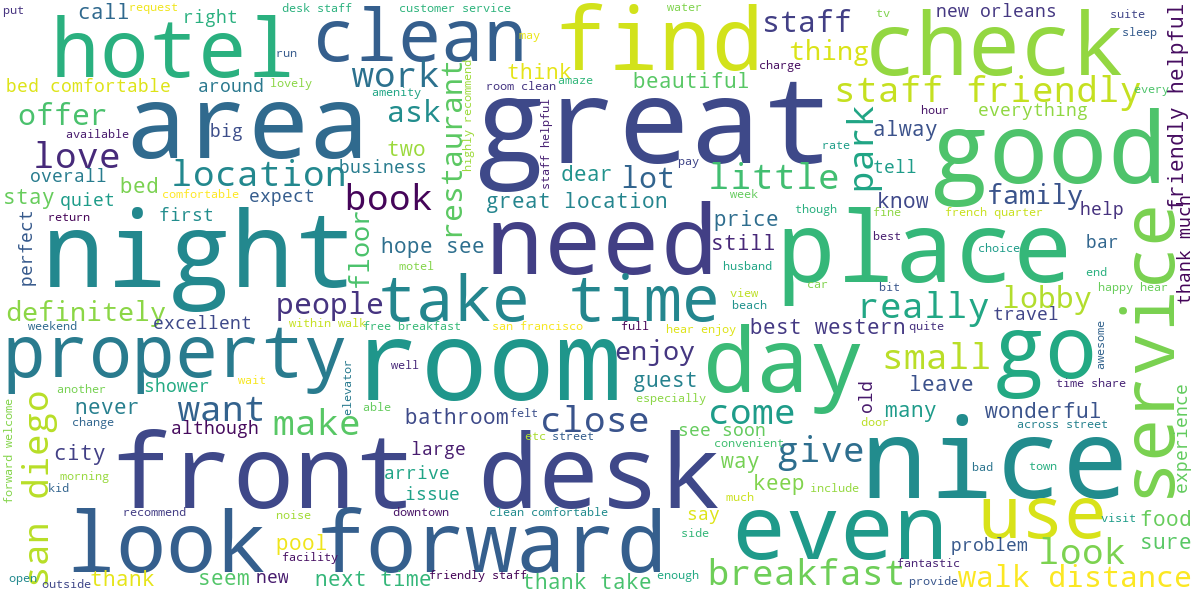 put call request right desk staff customer service find staff check new orleans suite
hotel clean may thing tv sleep
run work think charge
bed comfortable around lovely amenity restaurant room clean amaze beautiful water staff friendly every
offer area ask great everything hour
available big highly recommend staff helpful park alway good friendly helpful
love two pay rate
overall location business dear lot little tell
stay quiet bed comfortable expect book great location week know family
return first price though fine french quarter help
perfect night floor hope see need still place best choice bar
motel husband end thank much
people take time view beach car bit happy hear service
definitely really lobby
weekend excellent within walk free breakfast san francisco full hear enjoy best western quite travel
property room well enjoy day small go awesome
another shower wait elevator guest especially leave time share
san diego never want able bathroom felt close come old many wonderful
forward welcome change although make see soon door across street
city front desk large etc street convenient way give nice experience
morning arrive bad town
kid issue keep include
recommend downtown clean comfortable much use visit food
look forward noise say even
pool side problem look sure
facility fantastic
open outside thank seem new next time friendly staff thank take enough breakfast provide walk distance